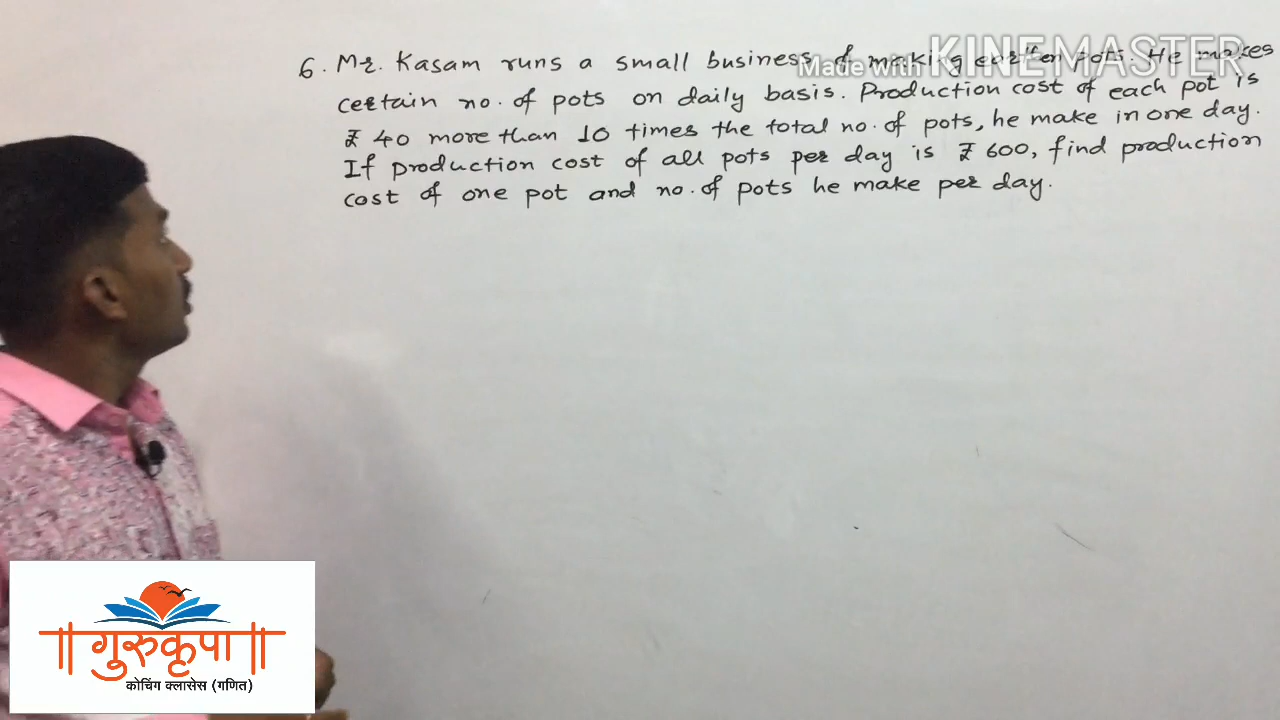 Made with KINEMASTER
6. Mr. Kasam runs a small business of making earthen pots. He makes
certain no. of pots on daily basis. Production cost of each pot is
₹ 40 more than 10 times the total no. of pots, he make in one day.
If production cost of all pots per day is ₹ 600, find production
cost of one pot and no. of pots he make per day.
॥ गुरुकृपा ॥
कोचिंग क्लासेस (गणित)